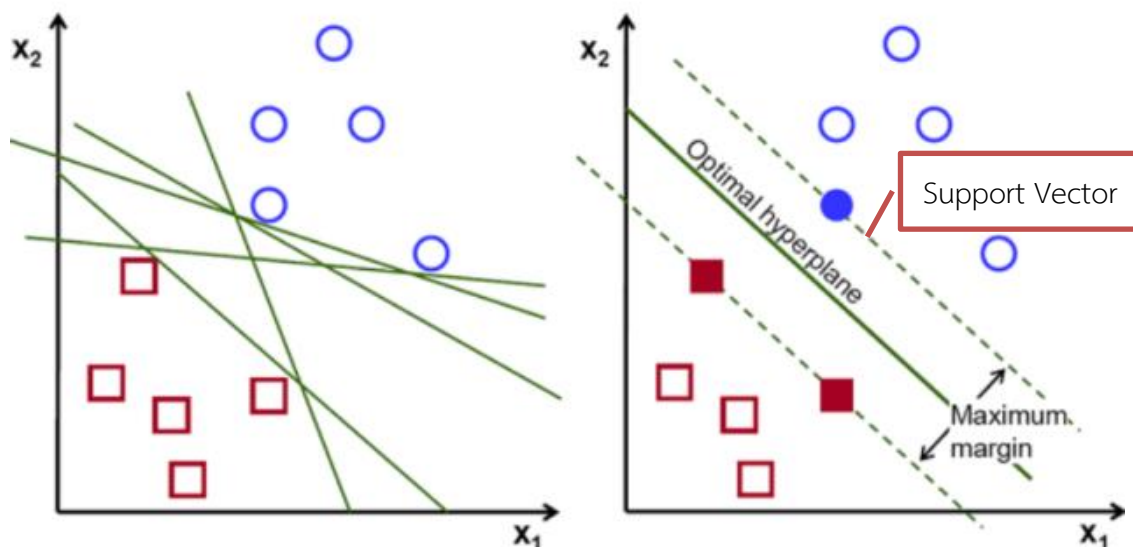 x₂
x₁
x₂
Optimal hyperplane
Support Vector
Maximum
margin
x₁